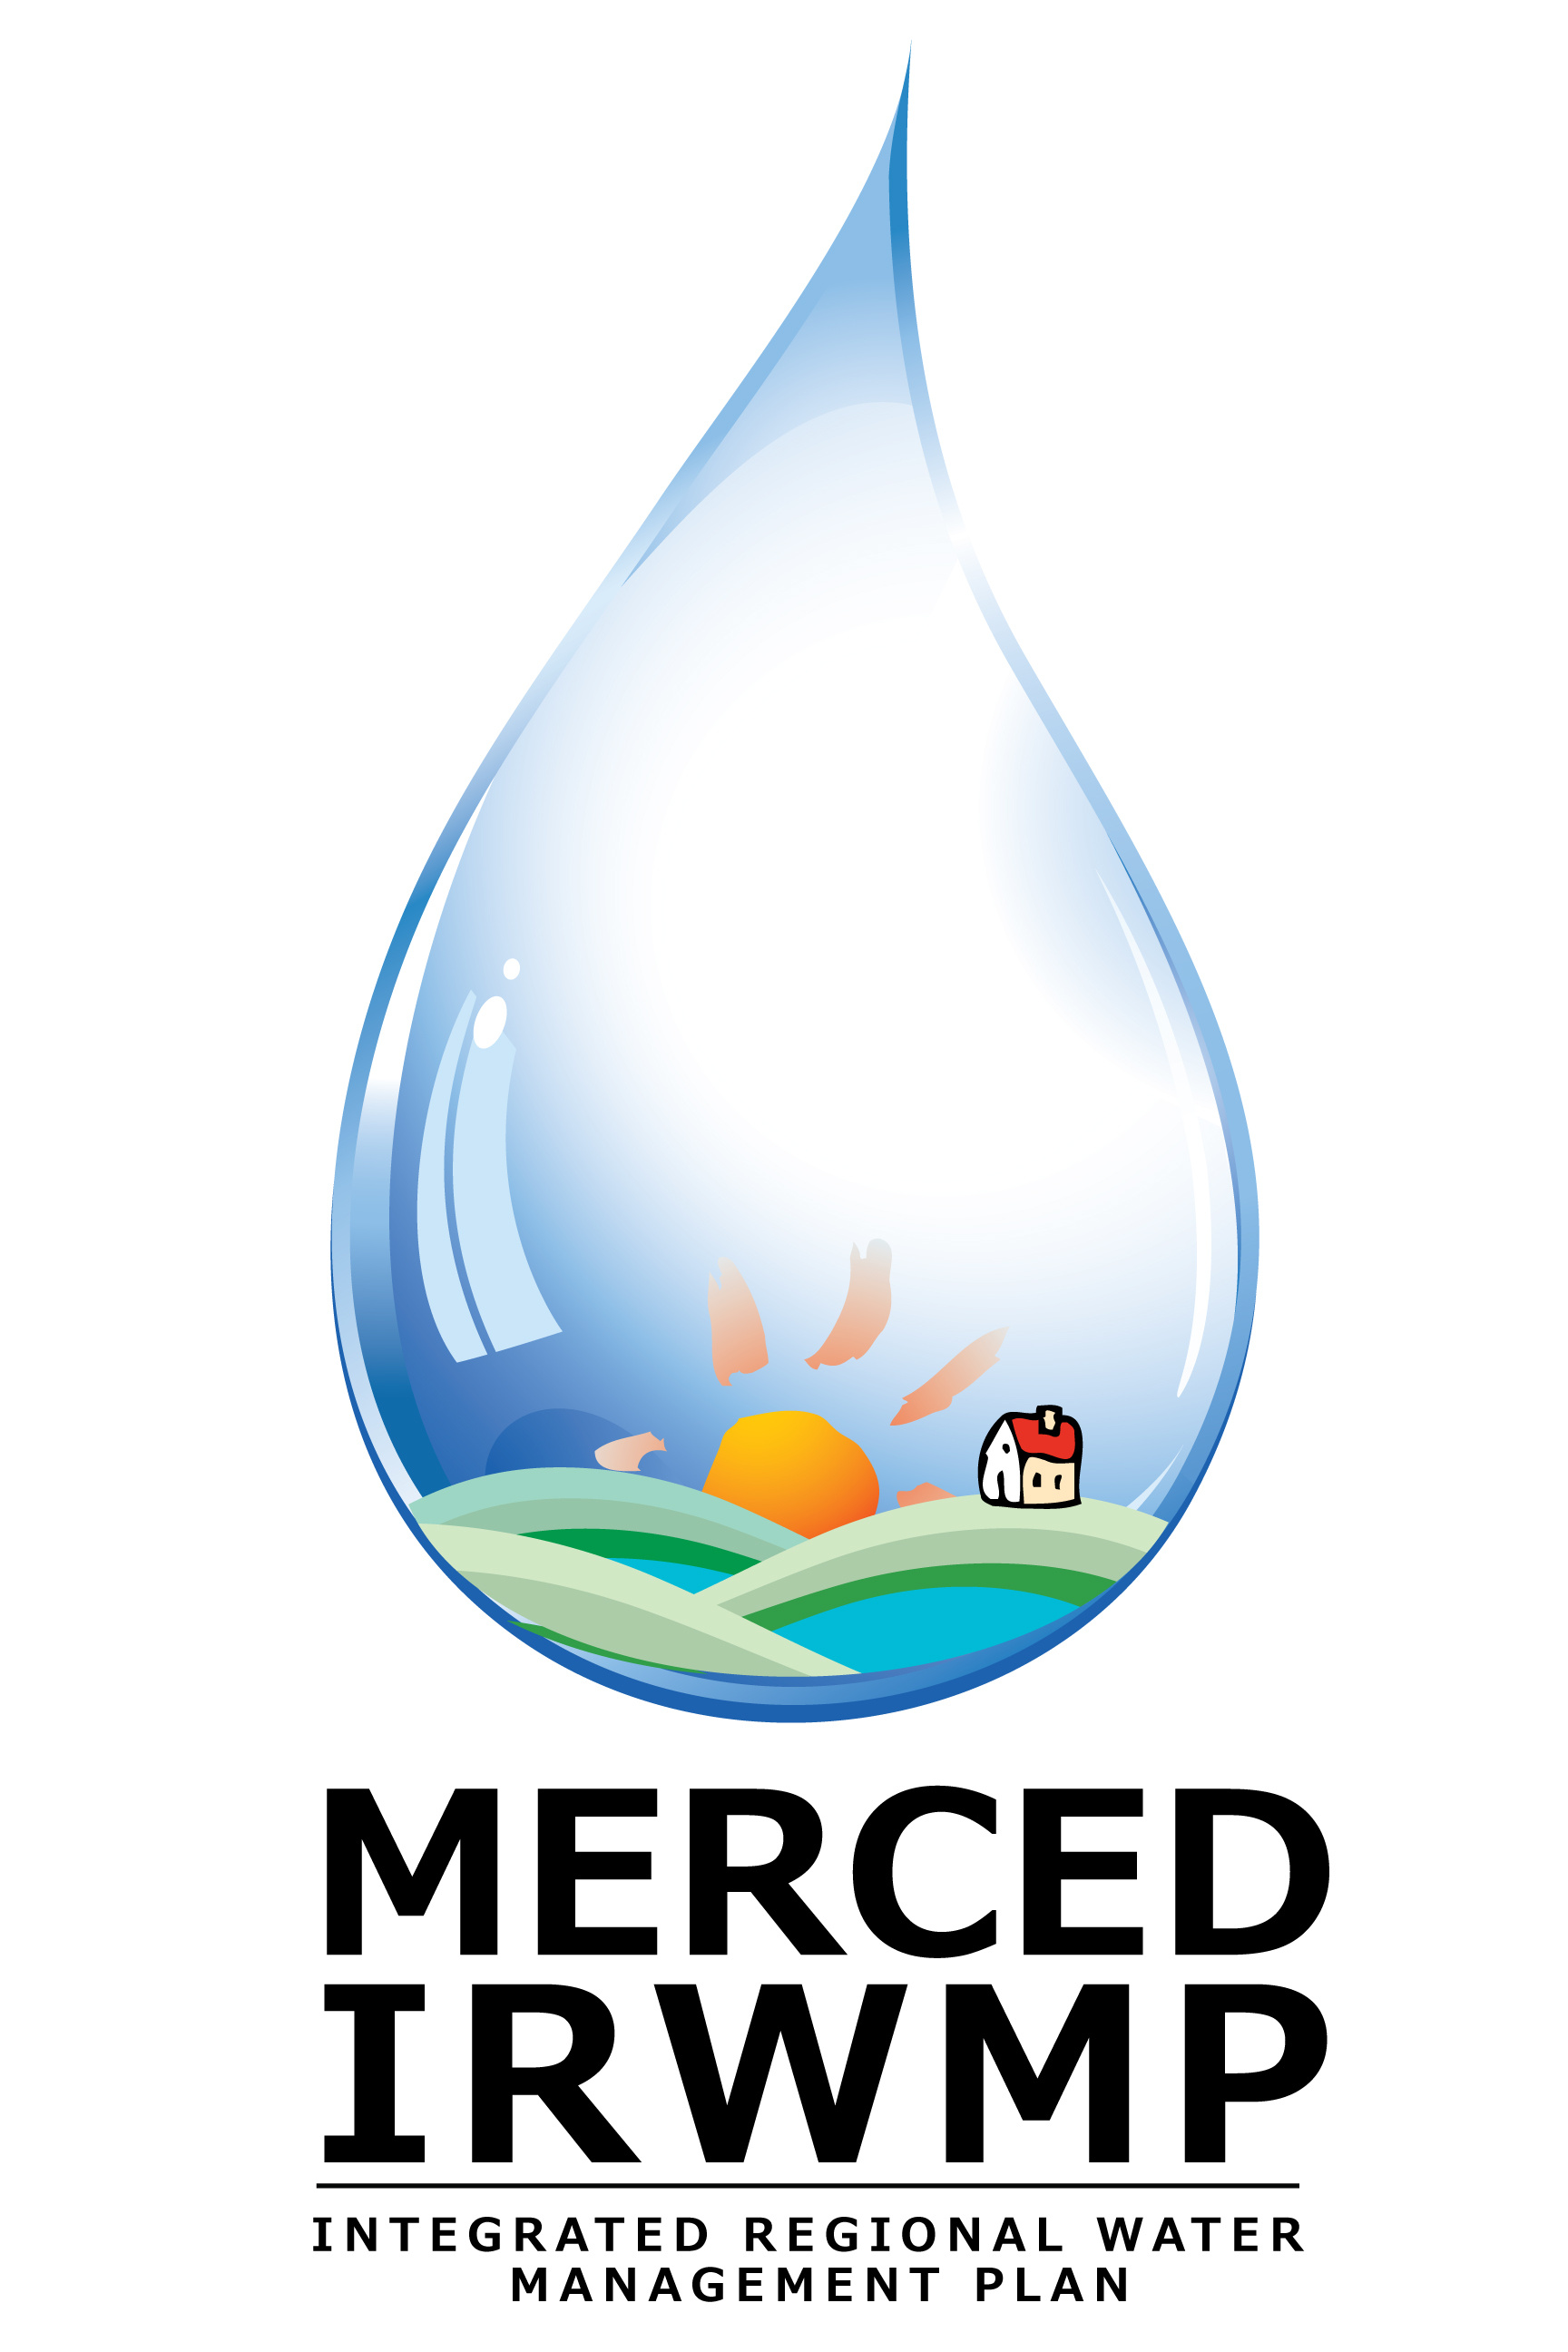 MERCED
IRWMP
INTEGRATED REGIONAL WATER
MANAGEMENT PLAN